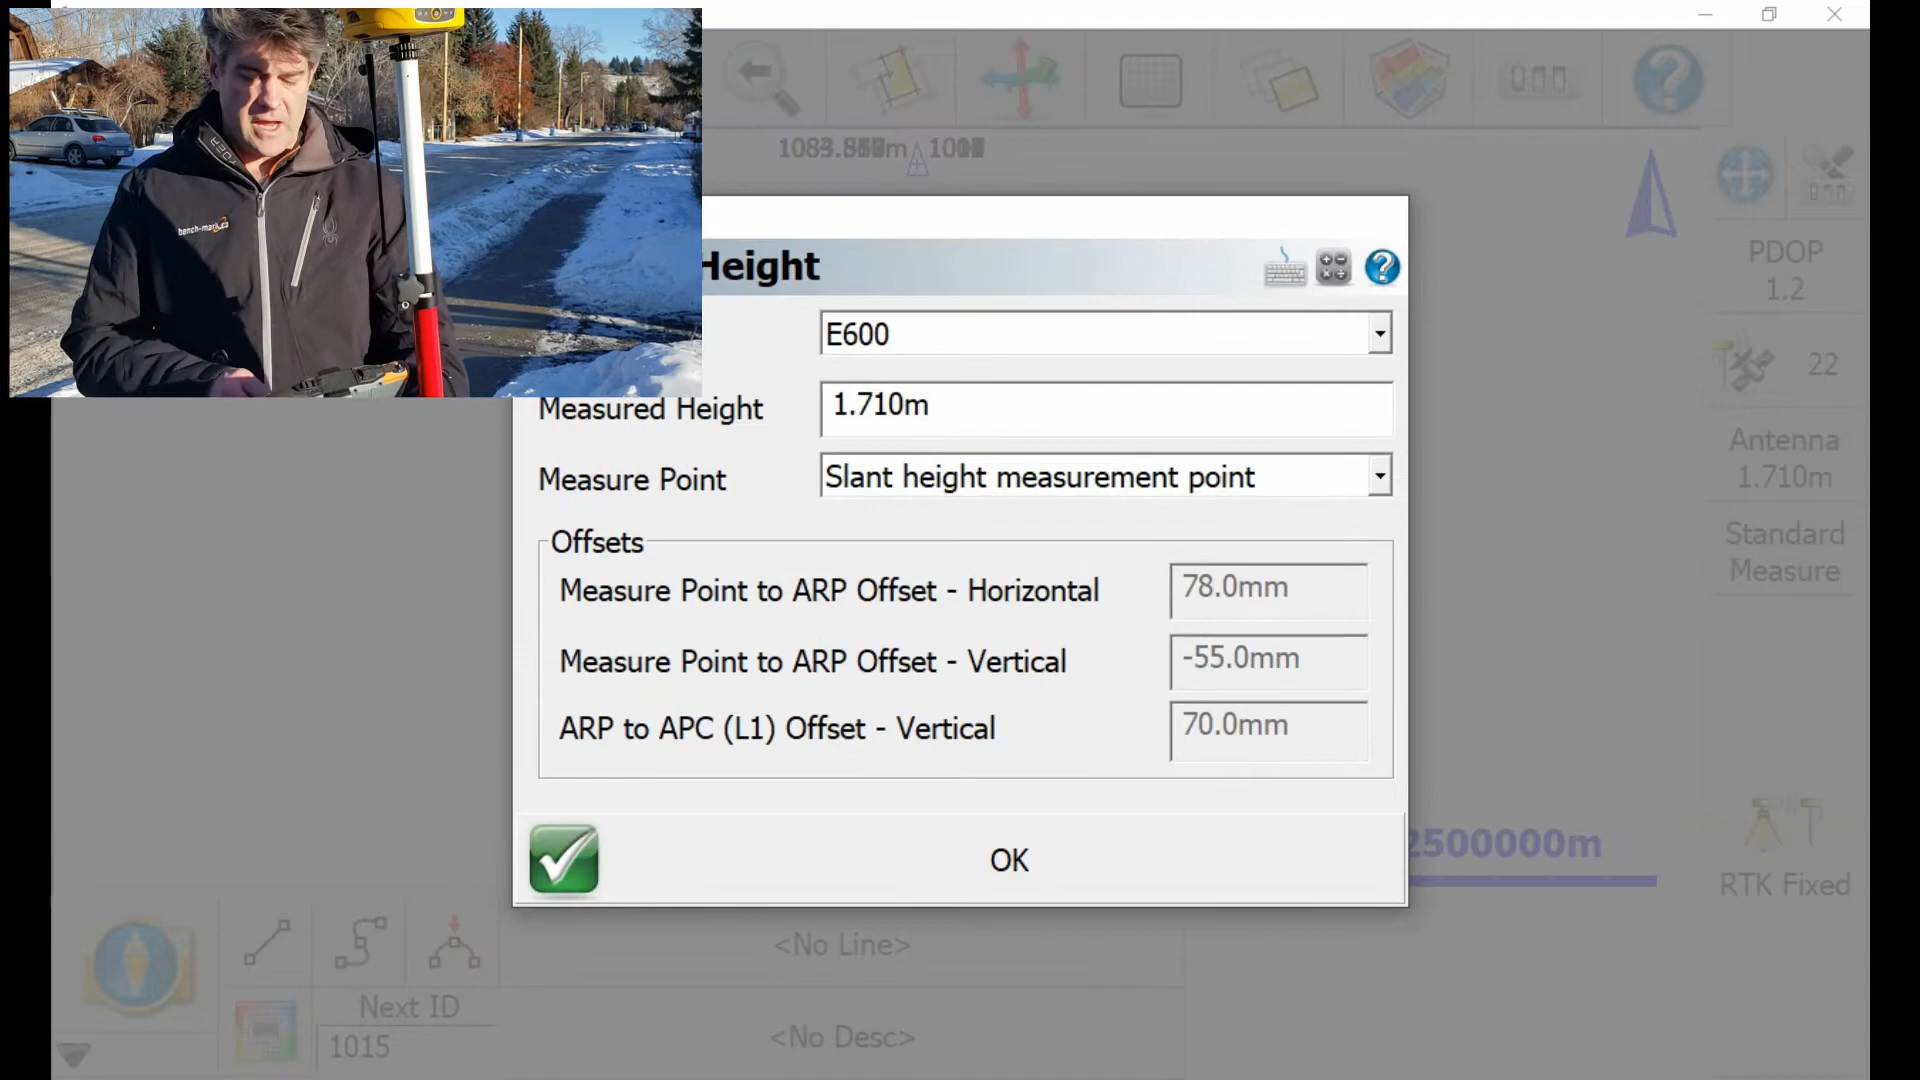 bench-mark.ca
Height
E600
Measured Height
1.710m
Measure Point
Slant height measurement point
Offsets
Measure Point to ARP Offset - Horizontal
78.0mm
Measure Point to ARP Offset - Vertical
-55.0mm
ARP to APC (L1) Offset - Vertical
70.0mm
OK
PDOP
1.2
22
Antenna
1.710m
Standard
Measure
2500000m
RTK Fixed
<No Line>
Next ID
1015
<No Desc>